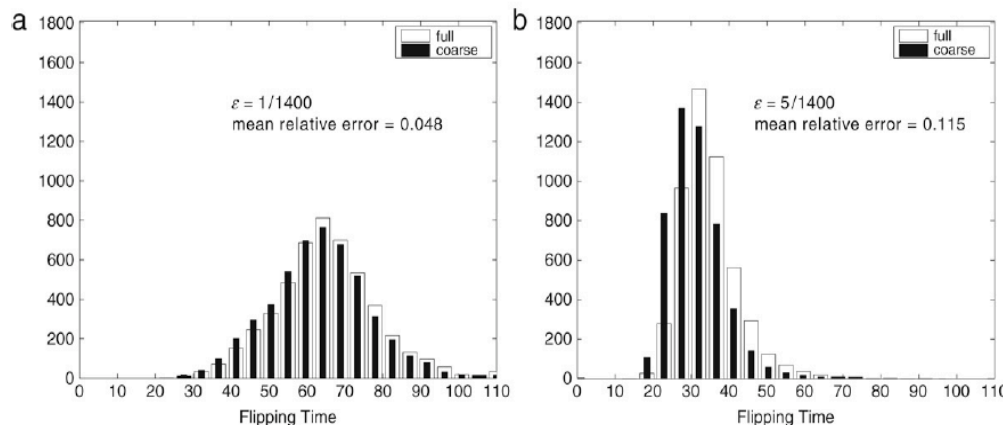 a
1800
1600
1400
1200
1000
800
600
400
200
0
full
coarse
ε = 1/1400
mean relative error = 0.048
0 10 20 30 40 50 60 70 80 90 100 110
Flipping Time
b
1800
1600
1400
1200
1000
800
600
400
200
0
full
coarse
ε = 5/1400
mean relative error = 0.115
0 10 20 30 40 50 60 70 80 90 100 110
Flipping Time